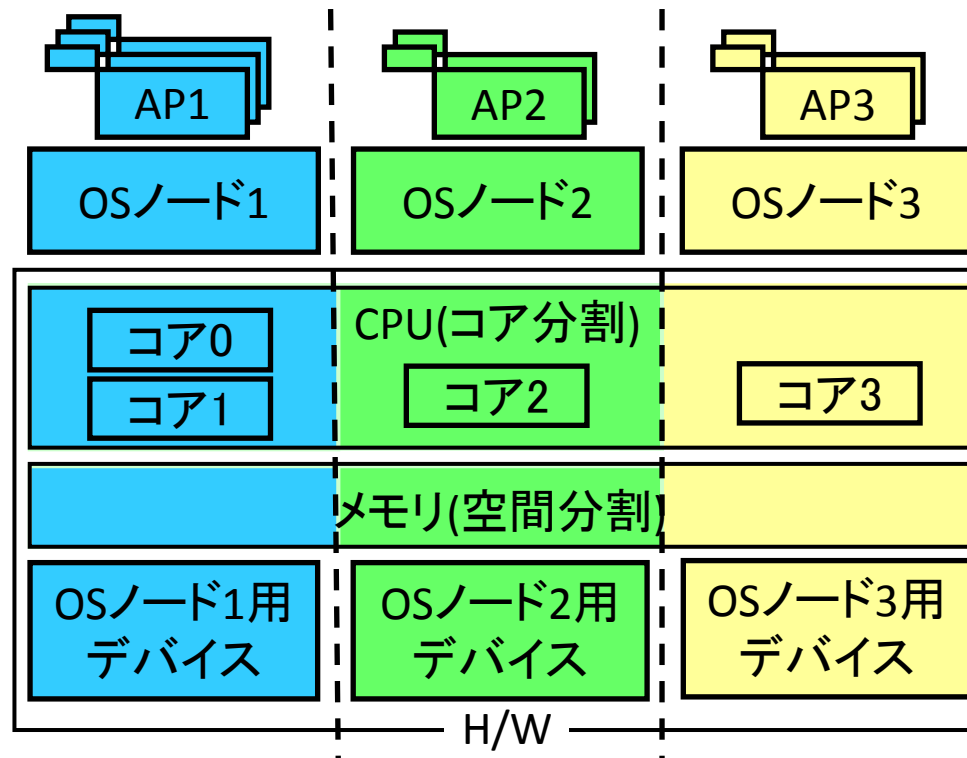 AP1
AP2
AP3
OSノード1
OSノード2
OSノード3
CPU(コア分割)
コア0
コア1
コア2
コア3
メモリ(空間分割)
OSノード1用
デバイス
OSノード2用
デバイス
OSノード3用
デバイス
H/W